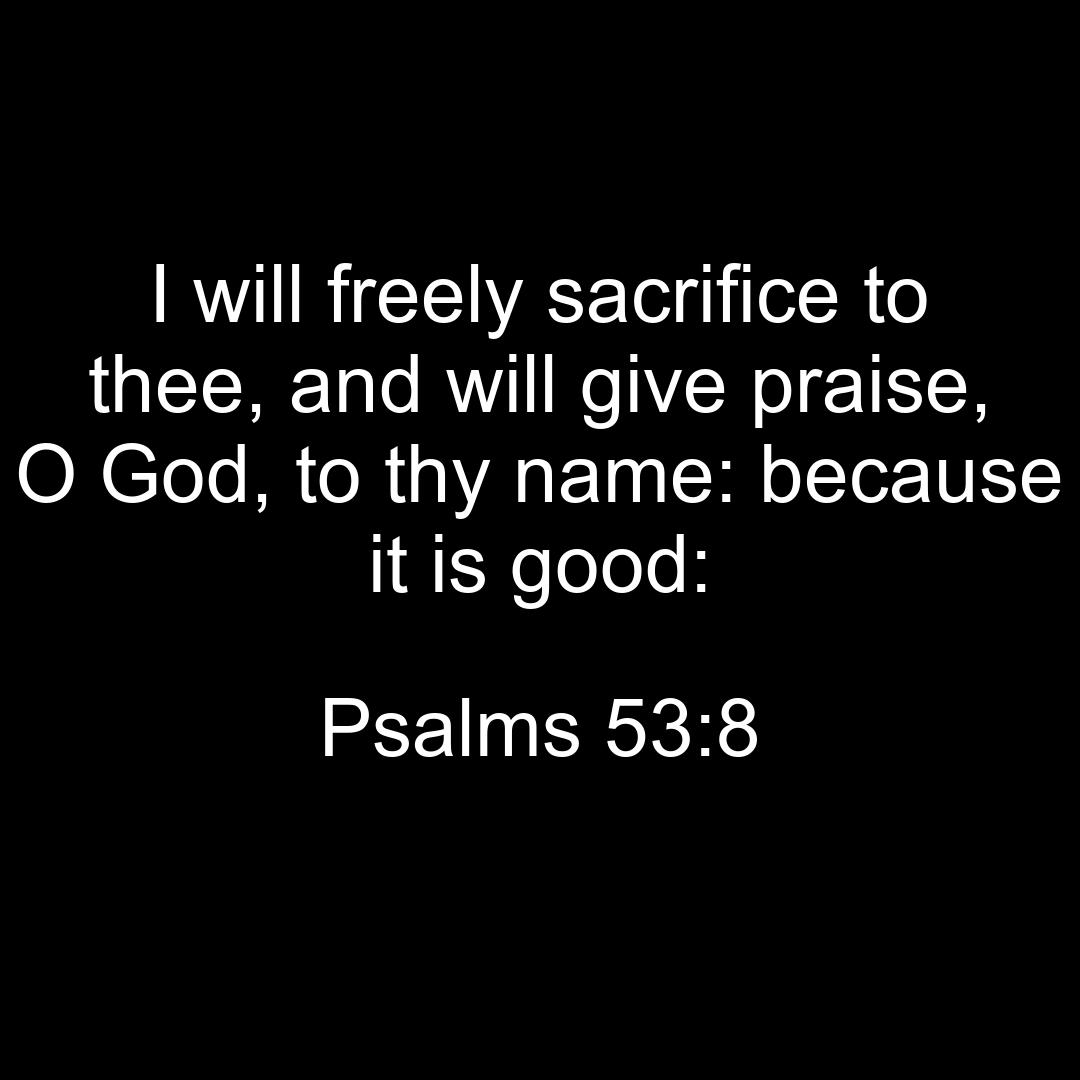 I will freely sacrifice to
thee, and will give praise,
O God, to thy name: because
it is good:
Psalms 53:8